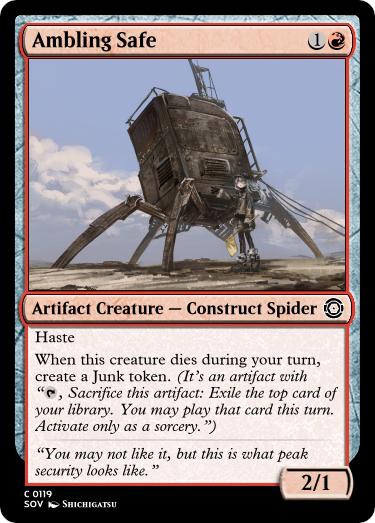 Ambling Safe
1
Artifact Creature — Construct Spider
Haste
When this creature dies during your turn,
create a Junk token. (It's an artifact with
“, Sacrifice this artifact: Exile the top card of
your library. You may play that card this turn.
Activate only as a sorcery.”)
“You may not like it, but this is what peak
security looks like.”
2/1
C 0119
SOV Shichigatsu